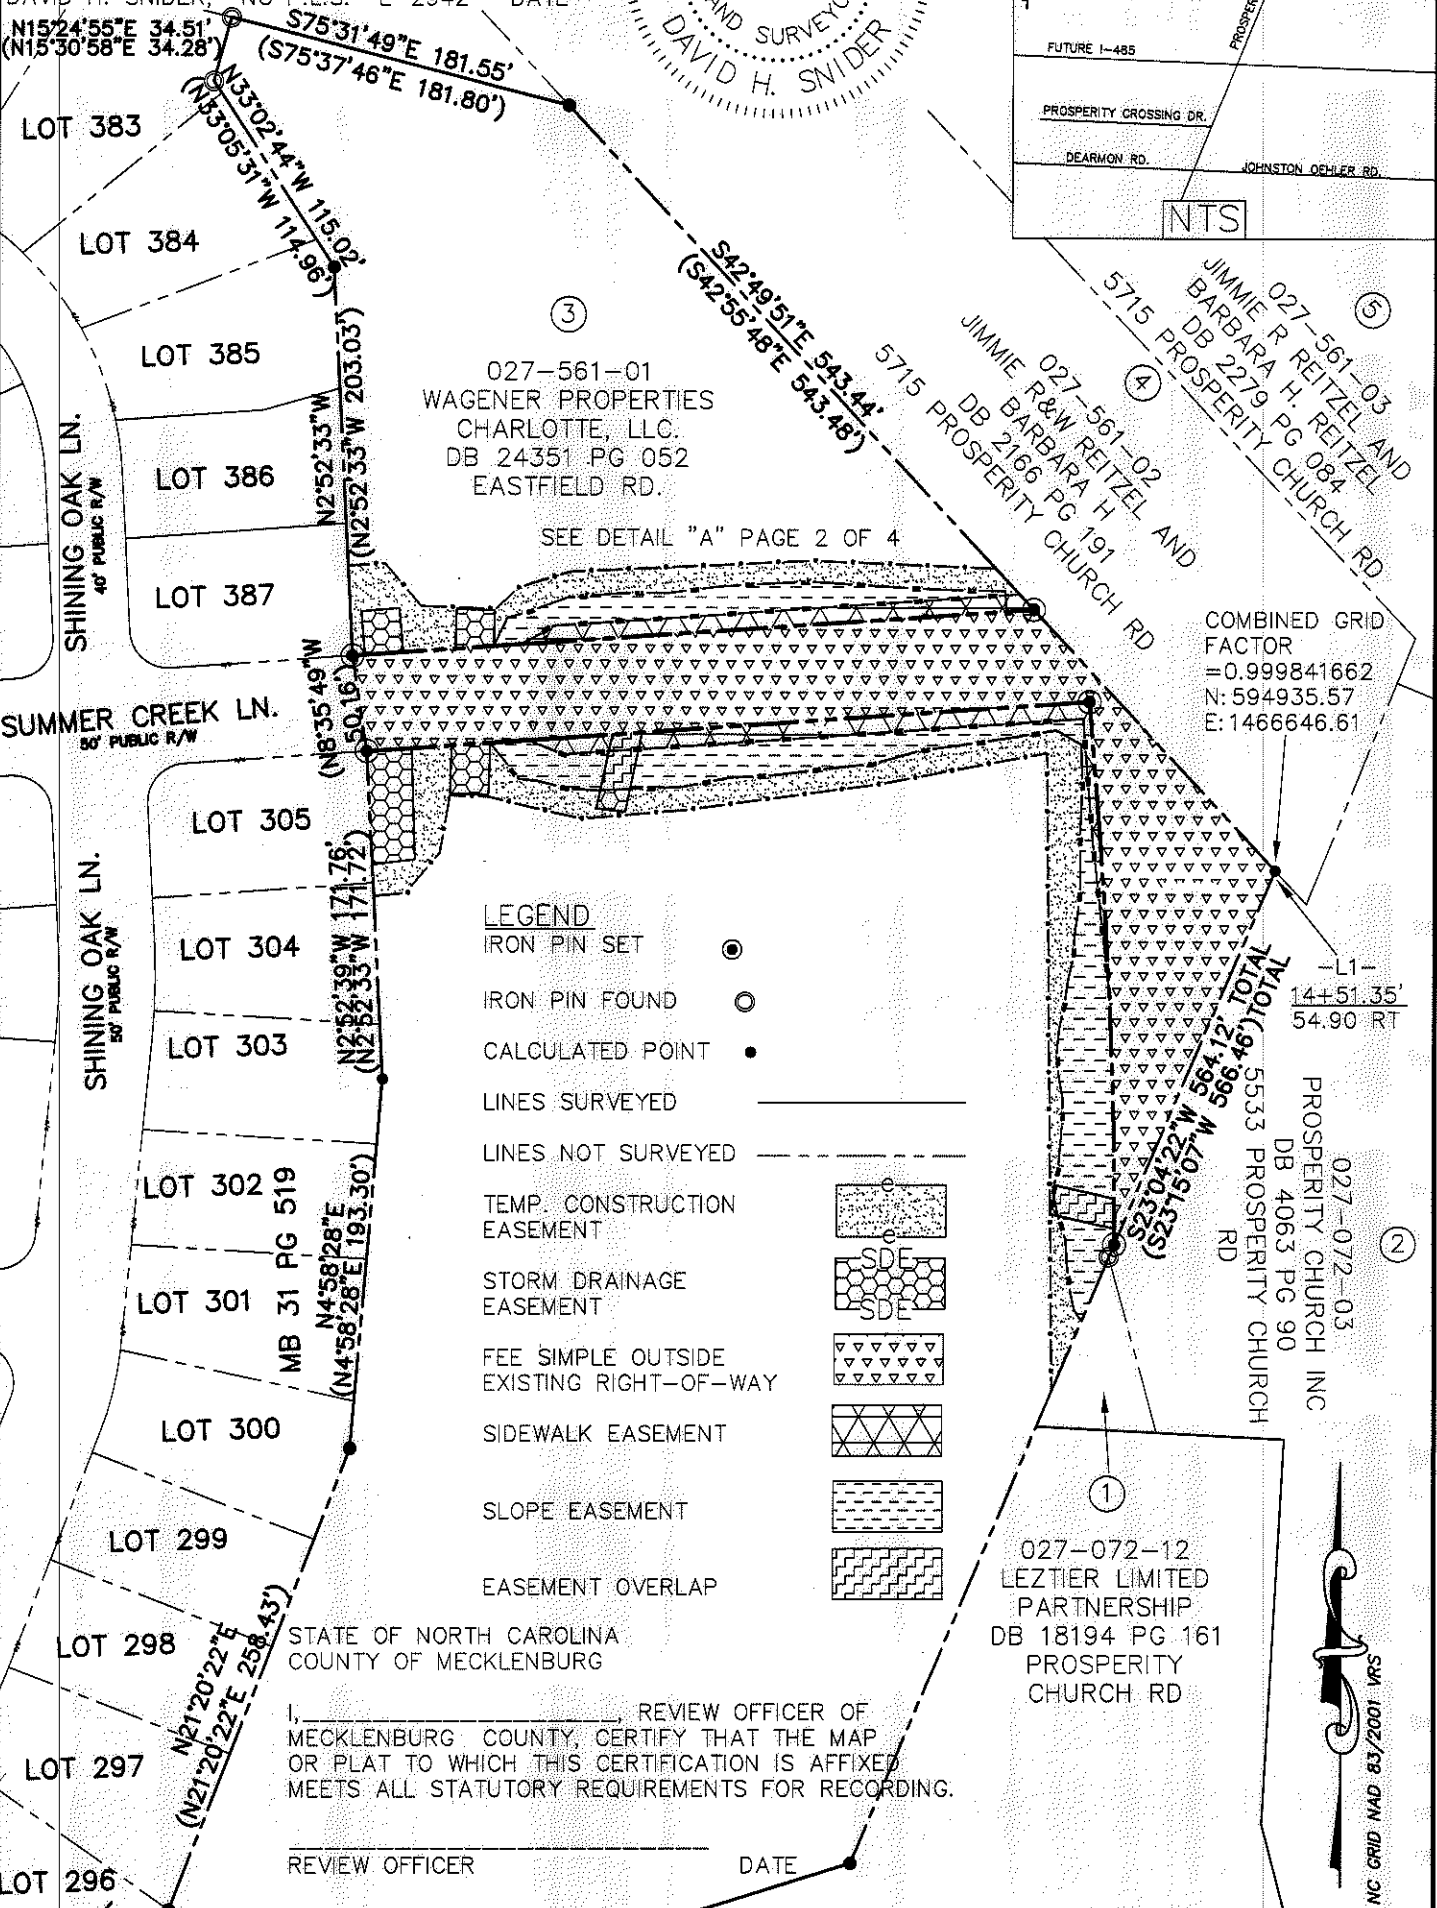 N15°24'55"E 34.51'
(N15°30'58"E 34.28')
S75°31'49"E 181.55'
(S75°37'46"E 181.80')
AND SURVEYO
DAVID H. SNIDER
FUTURE I-485
PROSPERITY CROSSING DR.
DEARMON RD.
JOHNSTON OEHLER RD.
NTS
N33°02'44"W 115.02'
(N33°05'31"W 114.96')
LOT 383
LOT 384
LOT 385
LOT 386
LOT 387
SHINING OAK LN.
40' PUBLIC R/W
N2°52'33"W
(N2°52'33"W 203.03')
3
027-561-01
WAGENER PROPERTIES
CHARLOTTE, LLC.
DB 24351 PG 052
EASTFIELD RD.
SEE DETAIL "A" PAGE 2 OF 4
S42°49'51"E 543.44'
(S42°55'48"E 543.48')
4
027-561-02
JIMMIE R&W REITZEL AND
BARBARA H
DB 2166 PG 191
5715 PROSPERITY CHURCH RD
5
027-561-03
JIMMIE R REITZEL AND
BARBARA H. REITZEL
DB 2279 PG 084
5715 PROSPERITY CHURCH RD
COMBINED GRID
FACTOR
=0.999841662
N: 594935.57
E: 1466646.61
SUMMER CREEK LN.
50' PUBLIC R/W
(N8°35'49"W
50.16')
LOT 305
LOT 304
LOT 303
LOT 302
LOT 301
LOT 300
LOT 299
LOT 298
LOT 297
LOT 296
SHINING OAK LN.
50' PUBLIC R/W
N2°52'39"W 171.76'
(N2°52'33"W 171.72')
MB 31 PG 519
N4°58'28"E
(N4°58'28"E 193.30')
N21°20'22"E
(N21°20'22"E 258.43')
LEGEND
IRON PIN SET
IRON PIN FOUND
CALCULATED POINT
LINES SURVEYED
LINES NOT SURVEYED
TEMP. CONSTRUCTION
EASEMENT
e
e
STORM DRAINAGE
EASEMENT
SDE
SDE
FEE SIMPLE OUTSIDE
EXISTING RIGHT-OF-WAY
SIDEWALK EASEMENT
SLOPE EASEMENT
EASEMENT OVERLAP
-L1-
14+51.35'
54.90 RT
S23°04'22"W 564.12' TOTAL
(S23°15'07"W 566.46') TOTAL
2
027-072-03
PROSPERITY CHURCH INC
DB 4063 PG 90
5533 PROSPERITY CHURCH
RD
1
027-072-12
LEZTIER LIMITED
PARTNERSHIP
DB 18194 PG 161
PROSPERITY
CHURCH RD
STATE OF NORTH CAROLINA
COUNTY OF MECKLENBURG
I,____________________, REVIEW OFFICER OF
MECKLENBURG COUNTY, CERTIFY THAT THE MAP
OR PLAT TO WHICH THIS CERTIFICATION IS AFFIXED
MEETS ALL STATUTORY REQUIREMENTS FOR RECORDING.
REVIEW OFFICER DATE
NC GRID NAD 83/2001 VRS